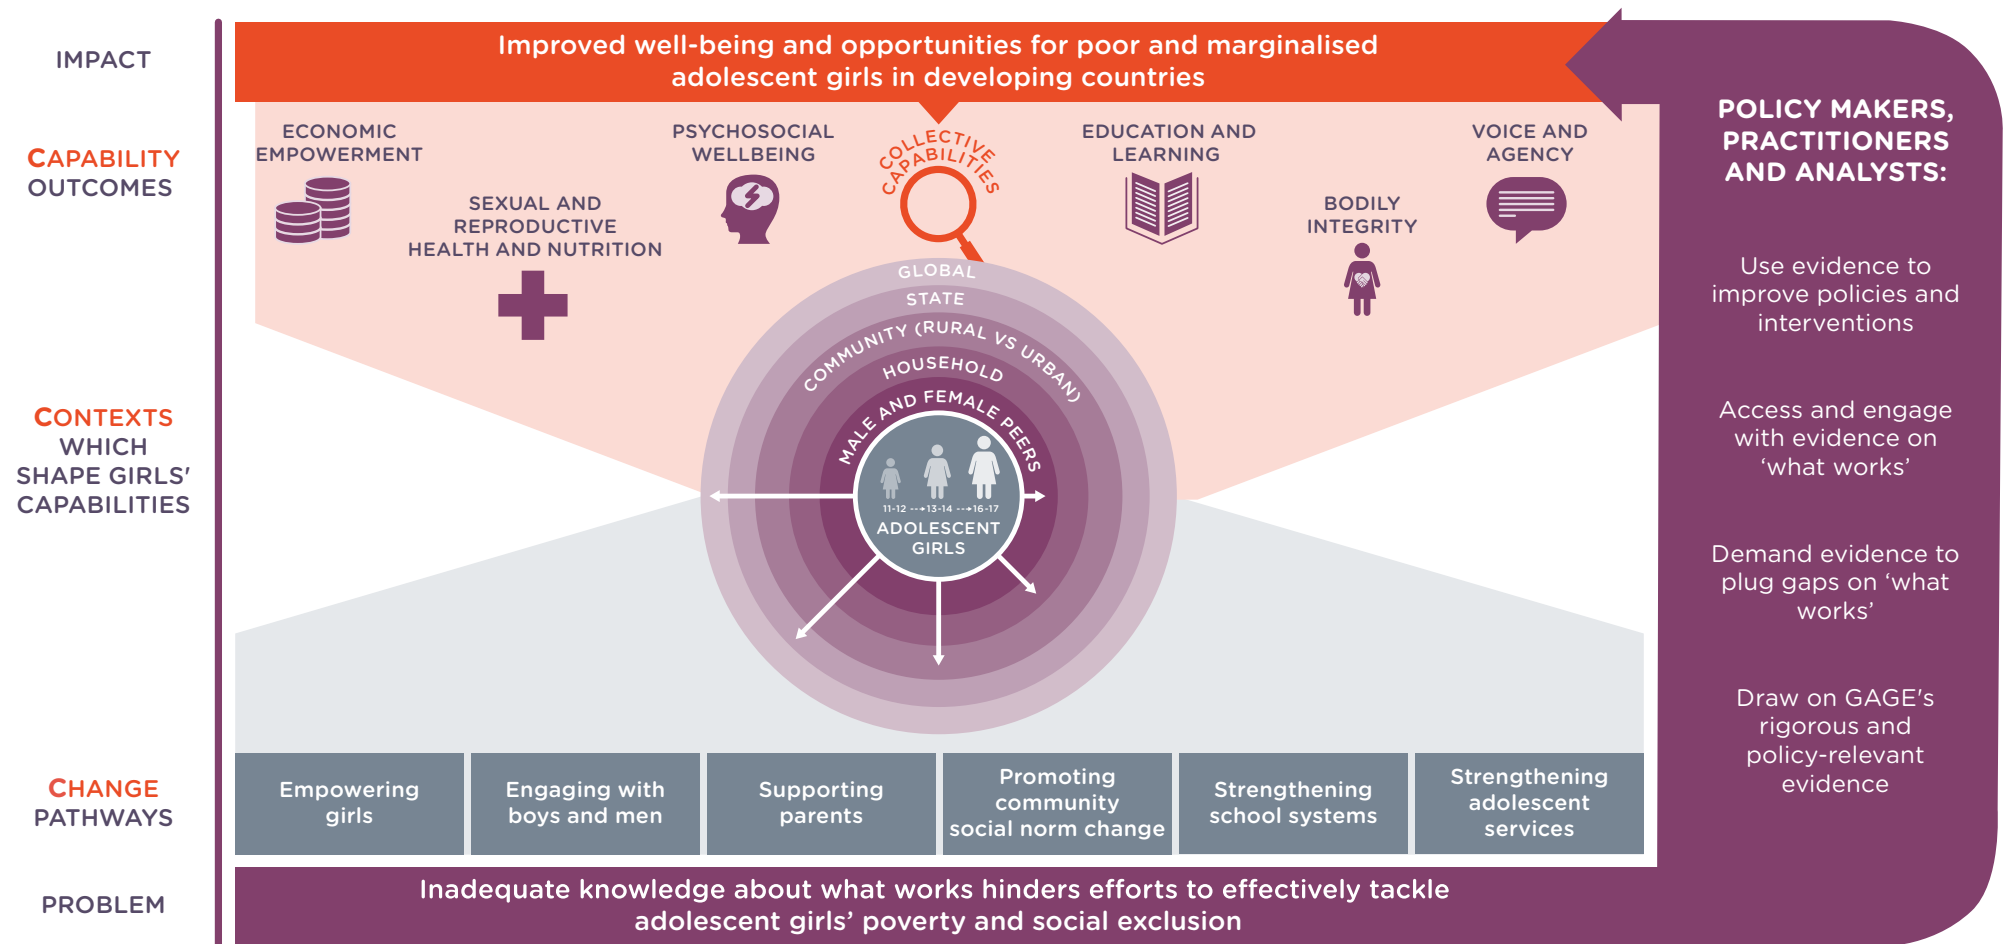 IMPACT
Improved well-being and opportunities for poor and marginalised
adolescent girls in developing countries
CAPABILITY
OUTCOMES
ECONOMIC
EMPOWERMENT
SEXUAL AND
REPRODUCTIVE
HEALTH AND NUTRITION
PSYCHOSOCIAL
WELLBEING
COLLECTIVE
CAPABILITIES
EDUCATION AND
LEARNING
BODILY
INTEGRITY
VOICE AND
AGENCY
CONTEXTS
WHICH
SHAPE GIRLS'
CAPABILITIES
GLOBAL
STATE
COMMUNITY (RURAL VS URBAN)
HOUSEHOLD
MALE AND FEMALE PEERS
11-12 --→13-14 --→16-17
ADOLESCENT
GIRLS
CHANGE
PATHWAYS
Empowering
girls
Engaging with
boys and men
Supporting
parents
Promoting
community
social norm change
Strengthening
school systems
Strengthening
adolescent
services
PROBLEM
Inadequate knowledge about what works hinders efforts to effectively tackle
adolescent girls’ poverty and social exclusion
POLICY MAKERS,
PRACTITIONERS
AND ANALYSTS:
Use evidence to
improve policies and
interventions
Access and engage
with evidence on
‘what works’
Demand evidence to
plug gaps on ‘what
works’
Draw on GAGE's
rigorous and
policy-relevant
evidence